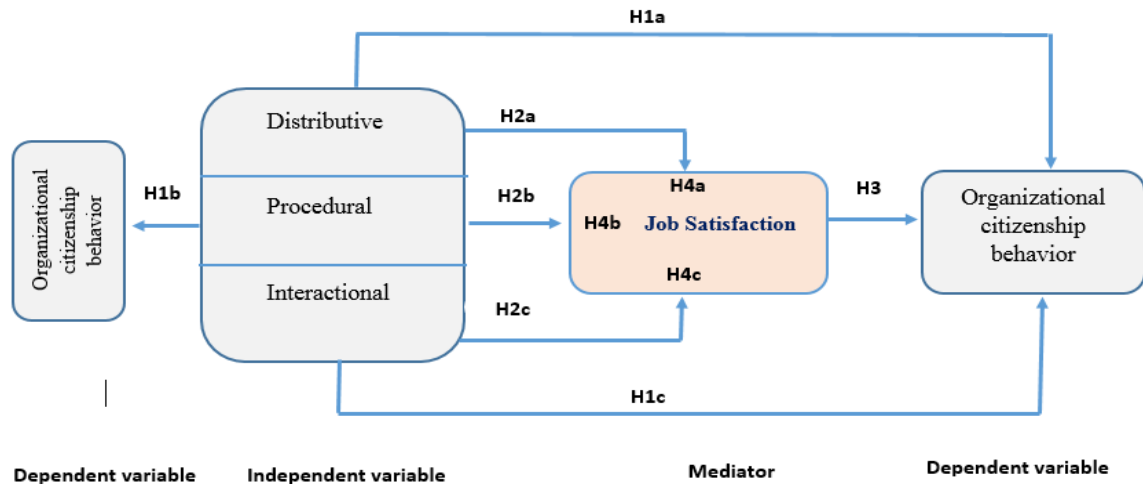 H1a
Distributive
H2a
Organizational
citizenship
behavior
H1b
Procedural
H2b
H4a
H4b
Job Satisfaction
H4c
H3
Organizational
citizenship
behavior
Interactional
H2c
H1c
Dependent variable
Independent variable
Mediator
Dependent variable